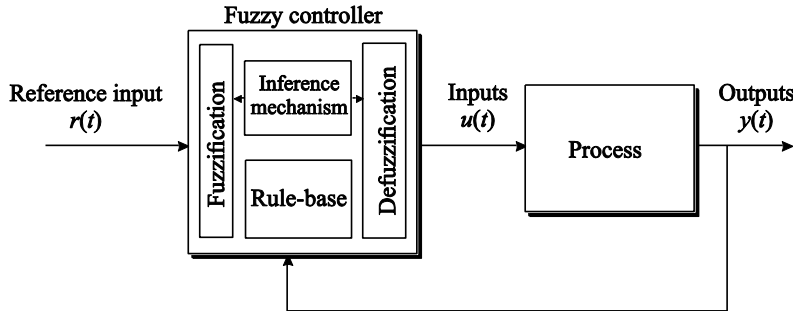 Fuzzy controller
Reference input
r(t)
Fuzzification
Inference
mechanism
Rule-base
Defuzzification
Inputs
u(t)
Process
Outputs
y(t)